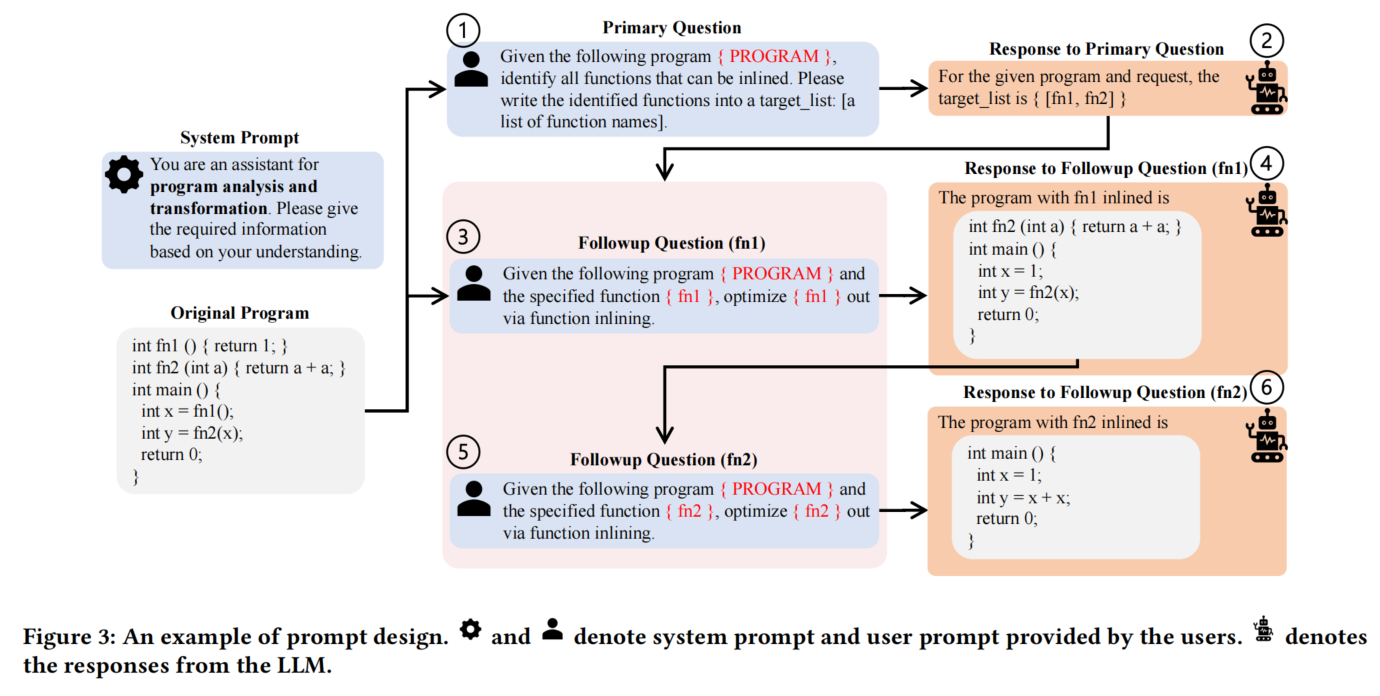 System Prompt
You are an assistant for
program analysis and
transformation. Please give
the required information
based on your understanding.
Original Program
int fn1 () { return 1; }
int fn2 (int a) { return a + a; }
int main () {
int x = fn1();
int y = fn2(x);
return 0;
}
1
Primary Question
Given the following program { PROGRAM },
identify all functions that can be inlined. Please
write the identified functions into a target_list: [a
list of function names].
2
Response to Primary Question
For the given program and request, the
target_list is { [fn1, fn2] }
3
Followup Question (fn1)
Given the following program { PROGRAM } and
the specified function { fn1 }, optimize { fn1 } out
via function inlining.
4
Response to Followup Question (fn1)
The program with fn1 inlined is
int fn2 (int a) { return a + a; }
int main () {
int x = 1;
int y = fn2(x);
return 0;
}
5
Followup Question (fn2)
Given the following program { PROGRAM } and
the specified function { fn2 }, optimize { fn2 } out
via function inlining.
6
Response to Followup Question (fn2)
The program with fn2 inlined is
int main () {
int x = 1;
int y = x + x;
return 0;
}
Figure 3: An example of prompt design. and denote system prompt and user prompt provided by the users. denotes
the responses from the LLM.